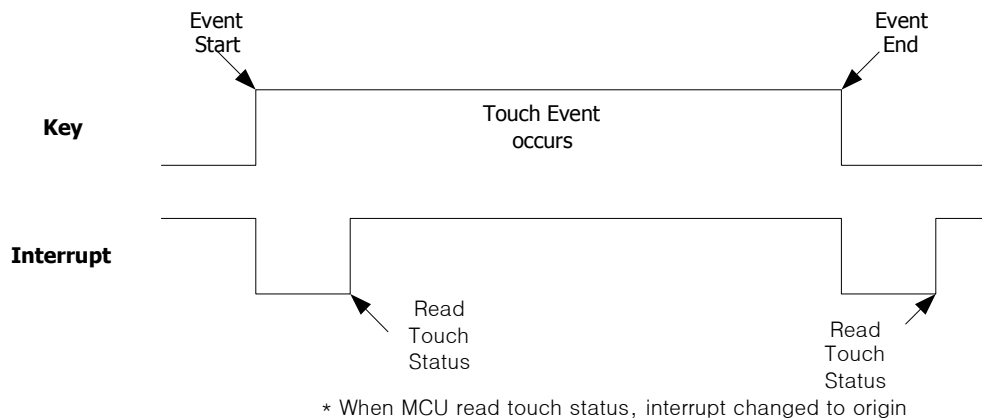 Event
Start
Event
End
Key
Touch Event
occurs
Interrupt
Read
Touch
Status
Read
Touch
Status
* When MCU read touch status, interrupt changed to origin